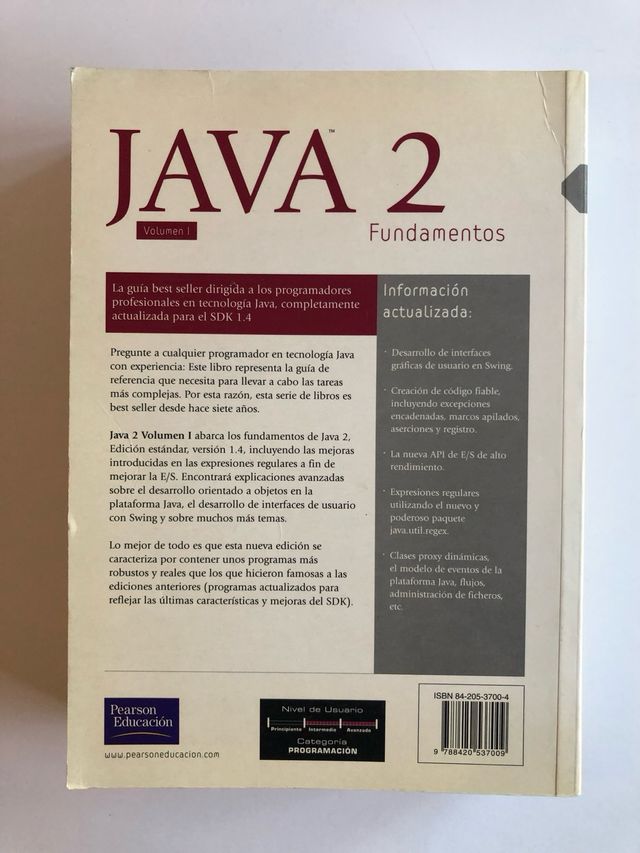 JAVA™ 2
Volumen I
Fundamentos
La guía best seller dirigida a los programadores
profesionales en tecnología Java, completamente
actualizada para el SDK 1.4
Pregunte a cualquier programador en tecnología Java
con experiencia: Este libro representa la guía de
referencia que necesita para llevar a cabo las tareas
más complejas. Por esta razón, esta serie de libros es
best seller desde hace siete años.
Java 2 Volumen I abarca los fundamentos de Java 2,
Edición estándar, versión 1.4, incluyendo las mejoras
introducidas en las expresiones regulares a fin de
mejorar la E/S. Encontrará explicaciones avanzadas
sobre el desarrollo orientado a objetos en la
plataforma Java, el desarrollo de interfaces de usuario
con Swing y sobre muchos más temas.
Lo mejor de todo es que esta nueva edición se
caracteriza por contener unos programas más
robustos y reales que los que hicieron famosas a las
ediciones anteriores (programas actualizados para
reflejar las últimas características y mejoras del SDK).
Información
actualizada:
· Desarrollo de interfaces
gráficas de usuario en Swing.
· Creación de código fiable,
incluyendo excepciones
encadenadas, marcos apilados,
aserciones y registro.
· La nueva API de E/S de alto
rendimiento.
· Expresiones regulares
utilizando el nuevo y
poderoso paquete
java.util.regex.
· Clases proxy dinámicas,
el modelo de eventos de la
plataforma Java, flujos,
administración de ficheros,
etc.
Pearson
Educación
www.pearsoneducacion.com
Nivel de Usuario
Principiante Intermedio Avanzado
Categoría
PROGRAMACIÓN
ISBN 84-205-3700-4
9 788420 537009